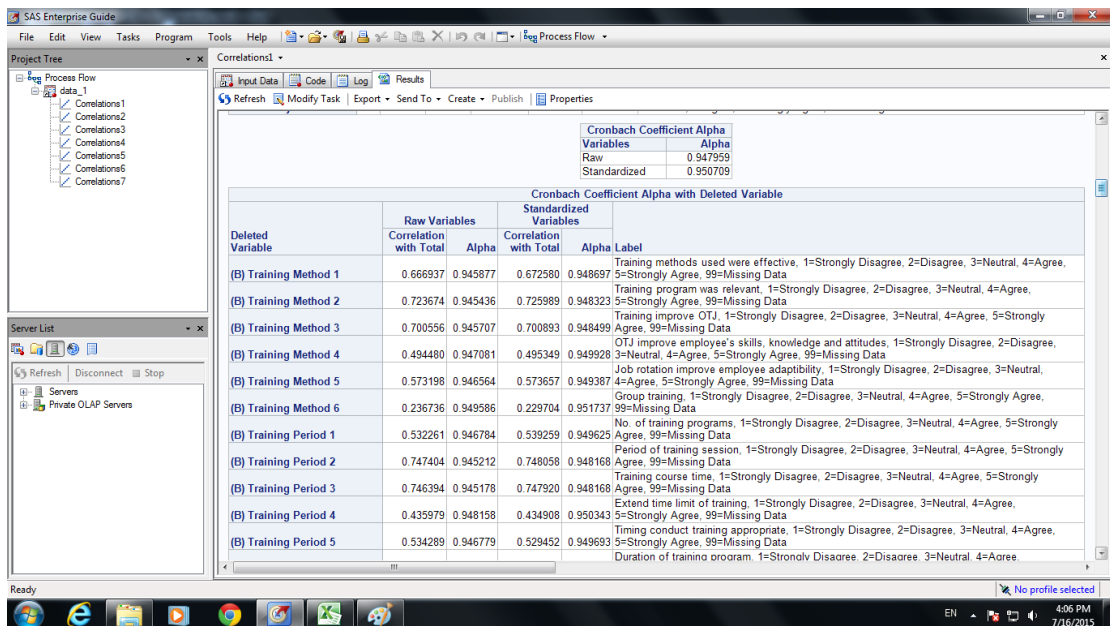 SAS Enterprise Guide
File Edit View Tasks Program Tools Help Process Flow
Project Tree
Process Flow
data_1
Correlations1
Correlations2
Correlations3
Correlations4
Correlations5
Correlations6
Correlations7
Server List
Refresh Disconnect Stop
Servers
Private OLAP Servers
Correlations1
Input Data Code Log Results
Refresh Modify Task Export Send To Create Publish Properties
Cronbach Coefficient Alpha
Variables Alpha
Raw 0.947959
Standardized 0.950709
Cronbach Coefficient Alpha with Deleted Variable
Deleted Variable Raw Variables Standardized Variables Label
Correlation with Total Alpha Correlation with Total Alpha
(B) Training Method 1 0.666937 0.945877 0.672580 0.948697 Training methods used were effective, 1=Strongly Disagree, 2=Disagree, 3=Neutral, 4=Agree,
5=Strongly Agree, 99=Missing Data
(B) Training Method 2 0.723674 0.945436 0.725989 0.948323 Training program was relevant, 1=Strongly Disagree, 2=Disagree, 3=Neutral, 4=Agree,
5=Strongly Agree, 99=Missing Data
(B) Training Method 3 0.700556 0.945707 0.700893 0.948499 Training improve OTJ, 1=Strongly Disagree, 2=Disagree, 3=Neutral, 4=Agree, 5=Strongly
Agree, 99=Missing Data
(B) Training Method 4 0.494480 0.947081 0.495349 0.949928 OTJ improve employee's skills, knowledge and attitudes, 1=Strongly Disagree, 2=Disagree,
3=Neutral, 4=Agree, 5=Strongly Agree, 99=Missing Data
(B) Training Method 5 0.573198 0.946564 0.573657 0.949387 Job rotation improve employee adaptibility, 1=Strongly Disagree, 2=Disagree, 3=Neutral,
4=Agree, 5=Strongly Agree, 99=Missing Data
(B) Training Method 6 0.236736 0.949586 0.229704 0.951737 Group training, 1=Strongly Disagree, 2=Disagree, 3=Neutral, 4=Agree, 5=Strongly Agree,
99=Missing Data
(B) Training Period 1 0.532261 0.946784 0.539259 0.949625 No. of training programs, 1=Strongly Disagree, 2=Disagree, 3=Neutral, 4=Agree, 5=Strongly
Agree, 99=Missing Data
(B) Training Period 2 0.747404 0.945212 0.748058 0.948168 Period of training session, 1=Strongly Disagree, 2=Disagree, 3=Neutral, 4=Agree, 5=Strongly
Agree, 99=Missing Data
(B) Training Period 3 0.746394 0.945178 0.747920 0.948168 Training course time, 1=Strongly Disagree, 2=Disagree, 3=Neutral, 4=Agree, 5=Strongly
Agree, 99=Missing Data
(B) Training Period 4 0.435979 0.948158 0.434908 0.950343 Extend time limit of training, 1=Strongly Disagree, 2=Disagree, 3=Neutral, 4=Agree,
5=Strongly Agree, 99=Missing Data
(B) Training Period 5 0.534289 0.946779 0.529452 0.949693 Timing conduct training appropriate, 1=Strongly Disagree, 2=Disagree, 3=Neutral, 4=Agree,
5=Strongly Agree, 99=Missing Data
Duration of training program, 1=Strongly Disagree, 2=Disagree, 3=Neutral, 4=Agree,
Ready
No profile selected
EN
4:06 PM
7/16/2015